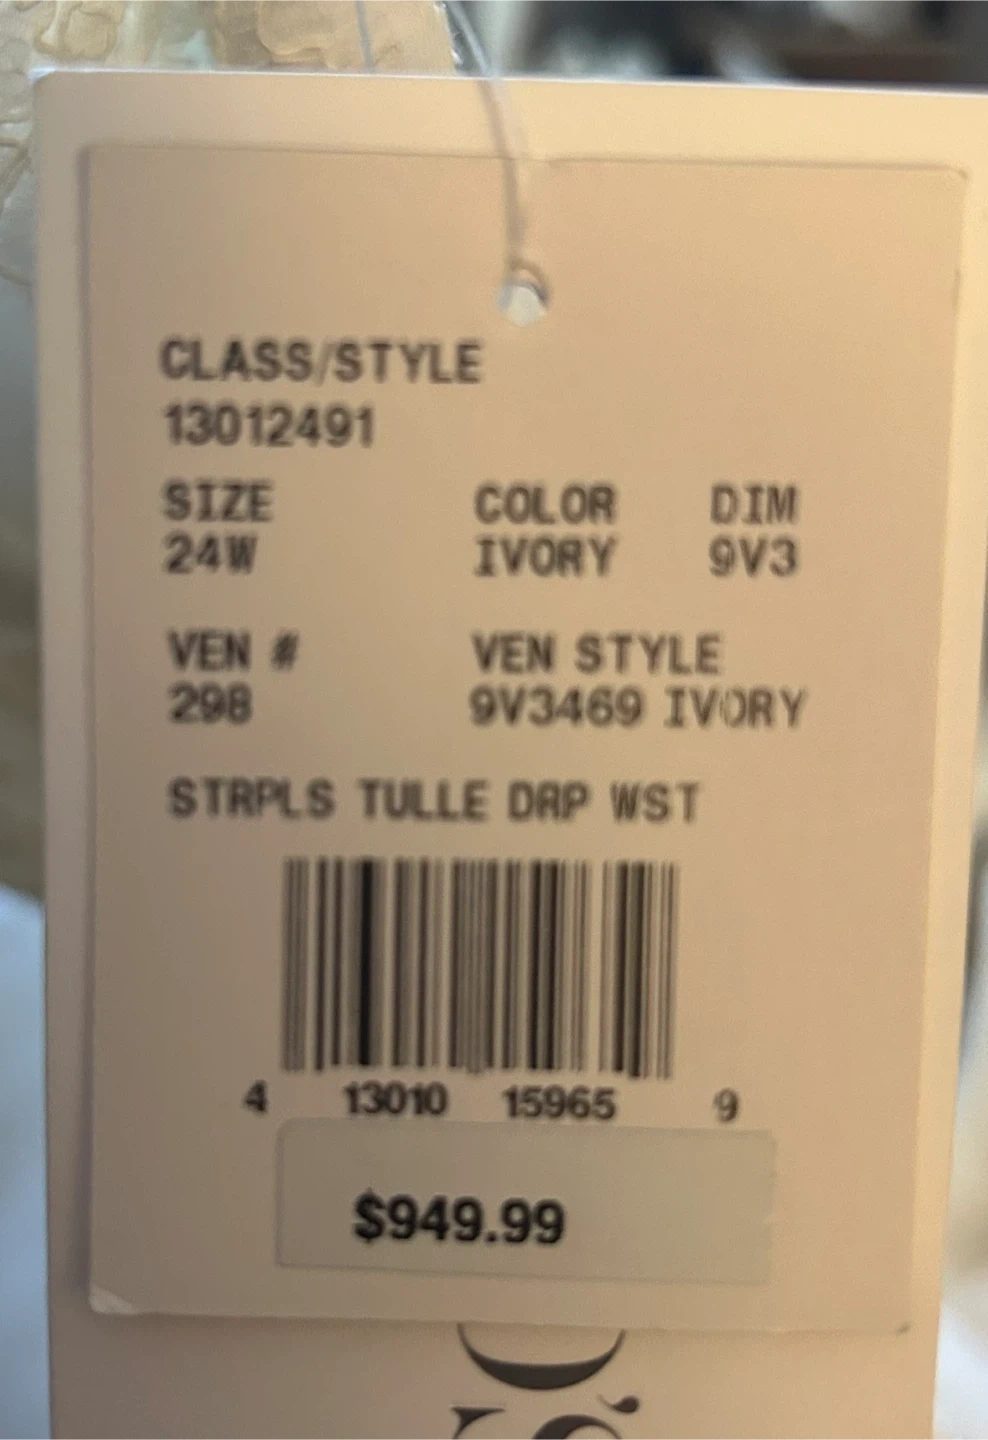 CLASS/STYLE
13012491
SIZE COLOR DIM
24W IVORY 9V3
VEN # VEN STYLE
298 9V3469 IVORY
STRPLS TULLE DRP WST
4 13010 15965 9
$949.99